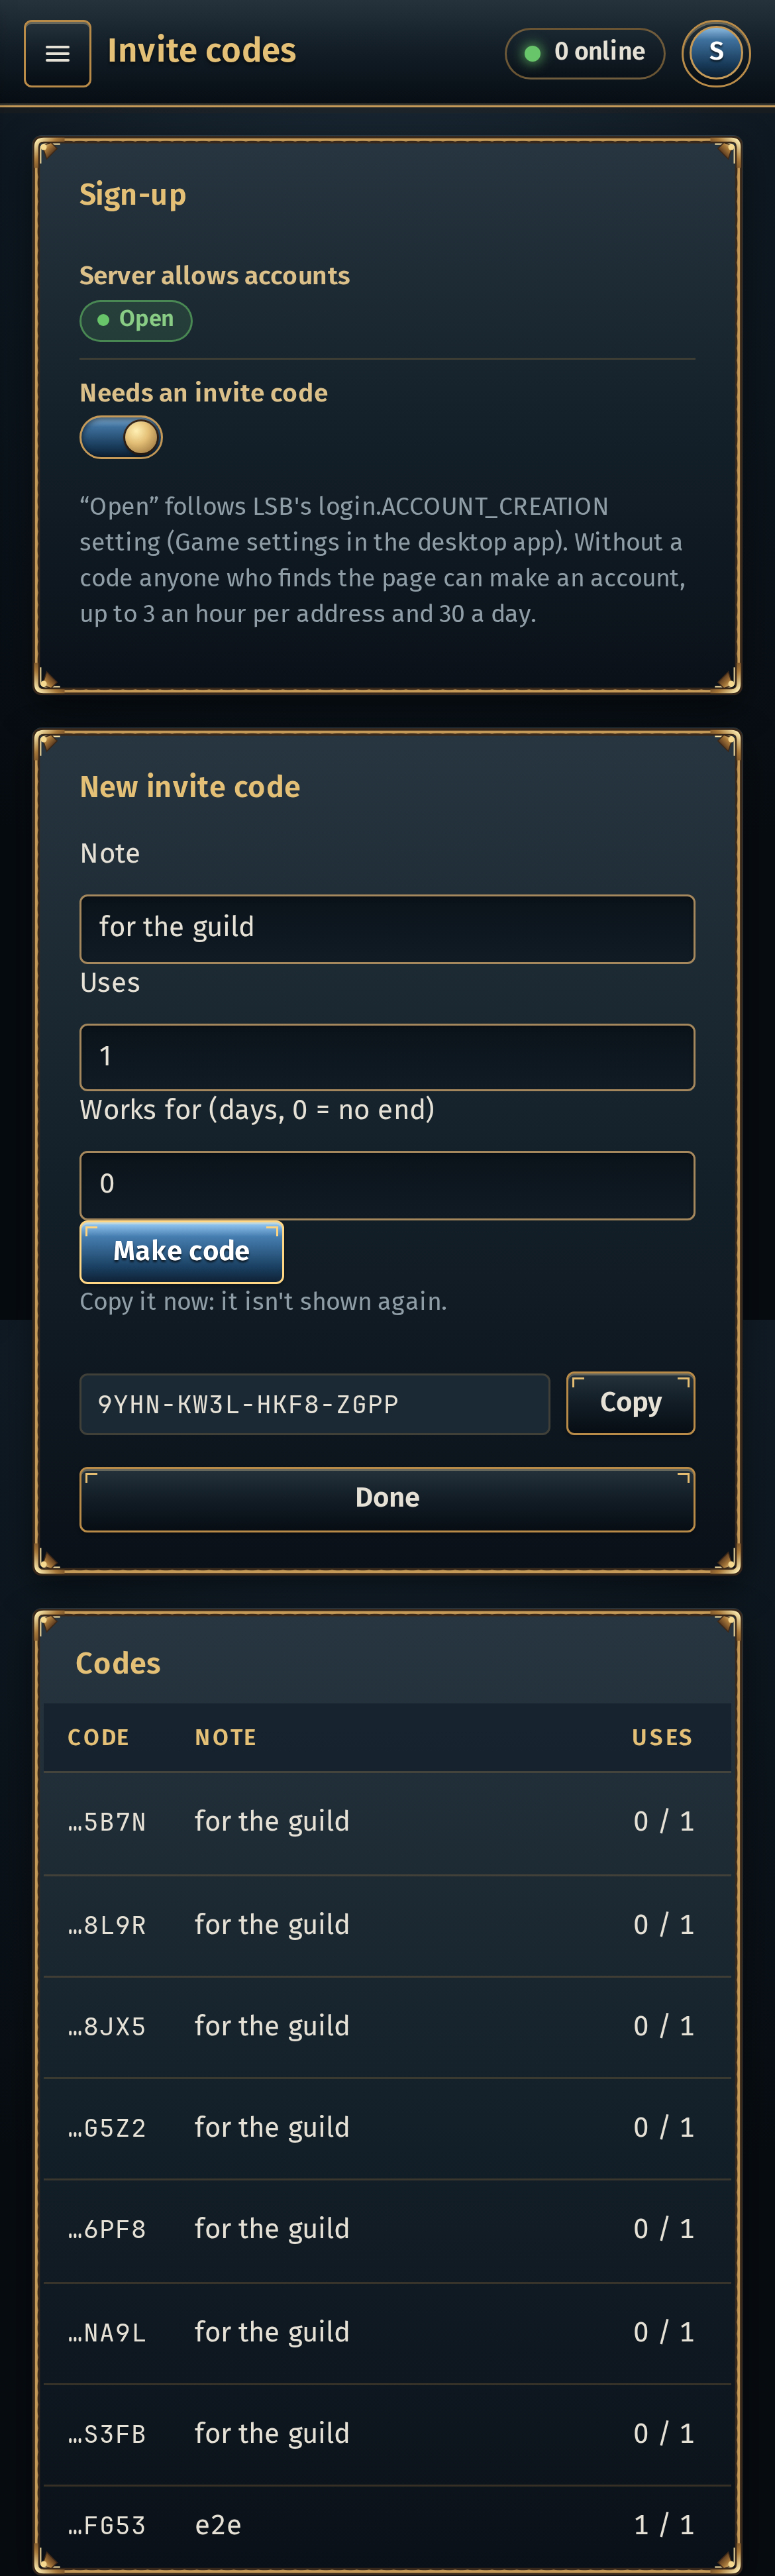 Invite codes
0 online
S
Sign-up
Server allows accounts
Open
Needs an invite code
“Open” follows LSB's login.ACCOUNT_CREATION
setting (Game settings in the desktop app). Without a
code anyone who finds the page can make an account,
up to 3 an hour per address and 30 a day.
New invite code
Note
for the guild
Uses
1
Works for (days, 0 = no end)
0
Make code
Copy it now: it isn't shown again.
9YHN-KW3L-HKF8-ZGPP
Copy
Done
Codes
CODE NOTE USES
…5B7N for the guild 0 / 1
…8L9R for the guild 0 / 1
…8JX5 for the guild 0 / 1
…G5Z2 for the guild 0 / 1
…6PF8 for the guild 0 / 1
…NA9L for the guild 0 / 1
…S3FB for the guild 0 / 1
…FG53 e2e 1 / 1